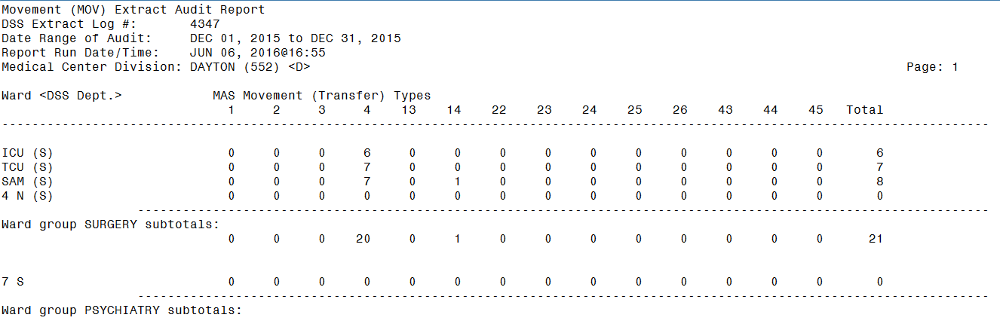 Movement (MOV) Extract Audit Report
DSS Extract Log #:       4347
Date Range of Audit:     DEC 01, 2015 to DEC 31, 2015
Report Run Date/Time:    JUN 06, 2016@16:55
Medical Center Division: DAYTON (552) <D>                                                                               Page: 1
Ward <DSS Dept.>            MAS Movement (Transfer) Types
                              1     2     3     4    13    14    22    23    24    25    26    43    44    45   Total
-----------------------------------------------------------------------------------------------------------------------------------
ICU (S)                       0     0     0     6     0     0     0     0     0     0     0     0     0     0       6
TCU (S)                       0     0     0     7     0     0     0     0     0     0     0     0     0     0       7
SAM (S)                       0     0     0     7     0     1     0     0     0     0     0     0     0     0       8
4 N (S)                       0     0     0     0     0     0     0     0     0     0     0     0     0     0       0
                  -----------------------------------------------------------------------------------------------------------------
Ward group SURGERY subtotals:
                              0     0     0    20     0     1     0     0     0     0     0     0     0     0      21
7 S                           0     0     0     0     0     0     0     0     0     0     0     0     0     0       0
                  -----------------------------------------------------------------------------------------------------------------
Ward group PSYCHIATRY subtotals: